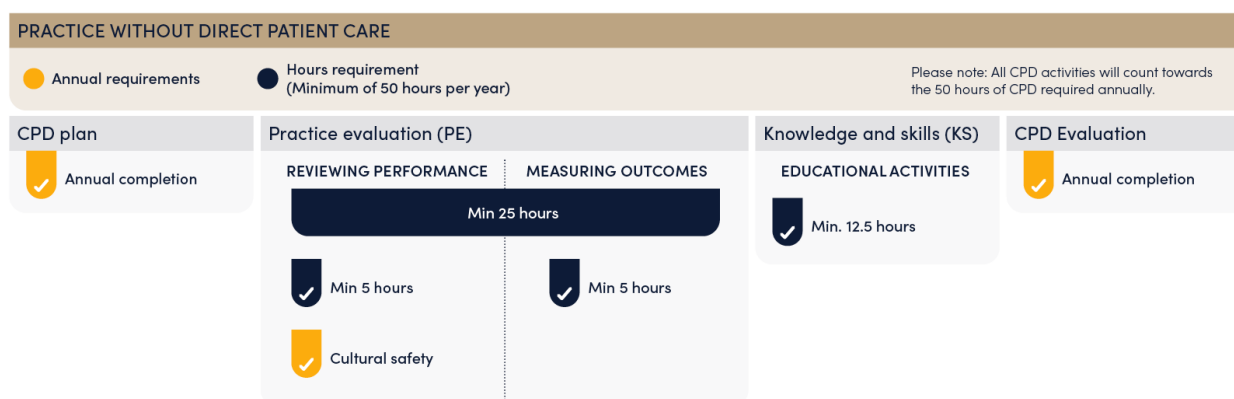 PRACTICE WITHOUT DIRECT PATIENT CARE
Annual requirements
Hours requirement
(Minimum of 50 hours per year)
Please note: All CPD activities will count towards
the 50 hours of CPD required annually.
CPD plan
Annual completion
Practice evaluation (PE)
REVIEWING PERFORMANCE
MEASURING OUTCOMES
Min 25 hours
Min 5 hours
Min 5 hours
Cultural safety
Knowledge and skills (KS)
EDUCATIONAL ACTIVITIES
Min. 12.5 hours
CPD Evaluation
Annual completion